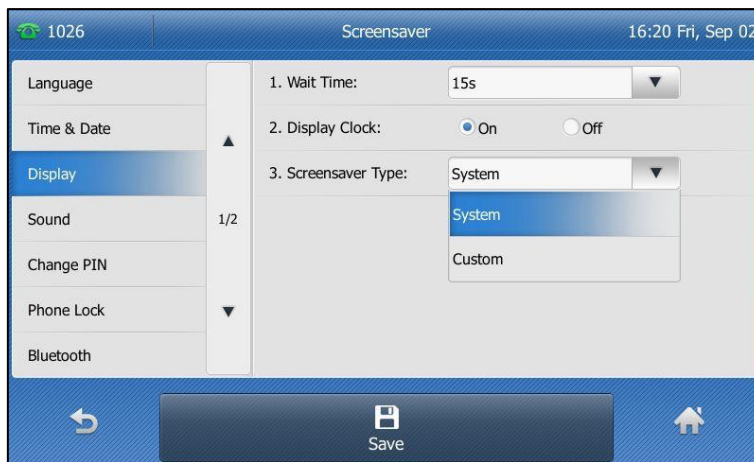 1026
Screensaver
16:20 Fri, Sep 02
Language
Time & Date
Display
Sound
Change PIN
Phone Lock
Bluetooth
1/2
1. Wait Time:
15s
2. Display Clock:
On
Off
3. Screensaver Type:
System
System
Custom
Save